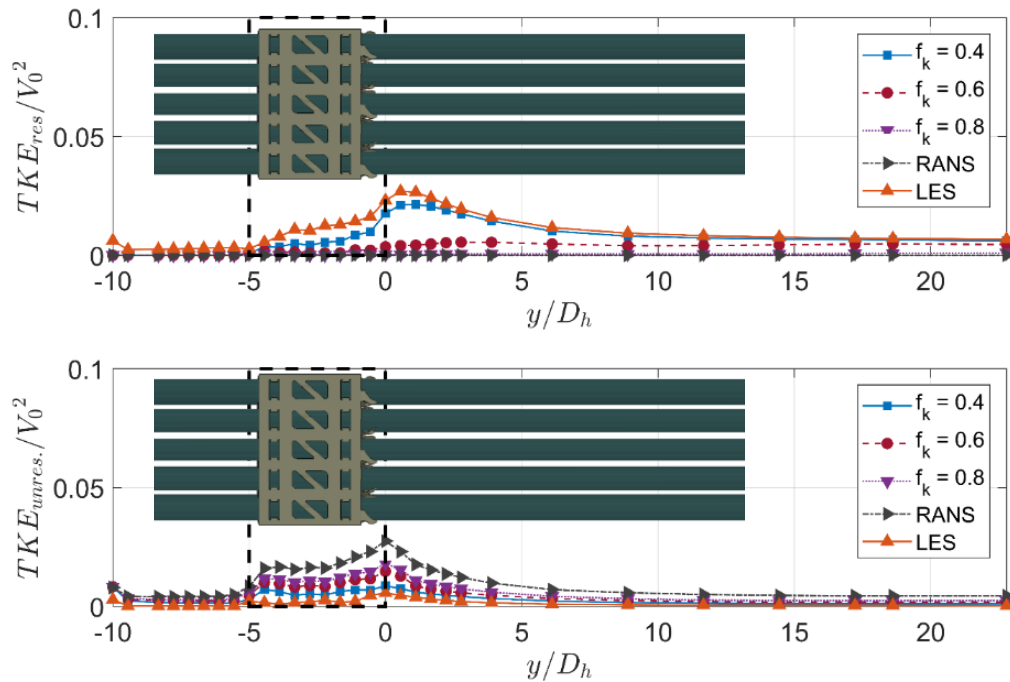 0.1
0.05
0
TKE_res/V_0^2
f_k = 0.4
f_k = 0.6
f_k = 0.8
RANS
LES
-10 -5 0 5 10 15 20
y/D_h
0.1
0.05
0
TKE_unres./V_0^2
f_k = 0.4
f_k = 0.6
f_k = 0.8
RANS
LES
-10 -5 0 5 10 15 20
y/D_h